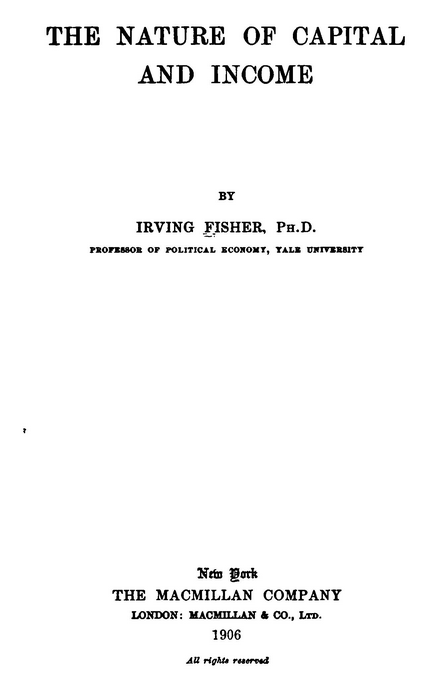 THE NATURE OF CAPITAL
AND INCOME
BY
IRVING FISHER, PH.D.
PROFESSOR OF POLITICAL ECONOMY, YALE UNIVERSITY
New York
THE MACMILLAN COMPANY
LONDON: MACMILLAN & CO., LTD.
1906
All rights reserved